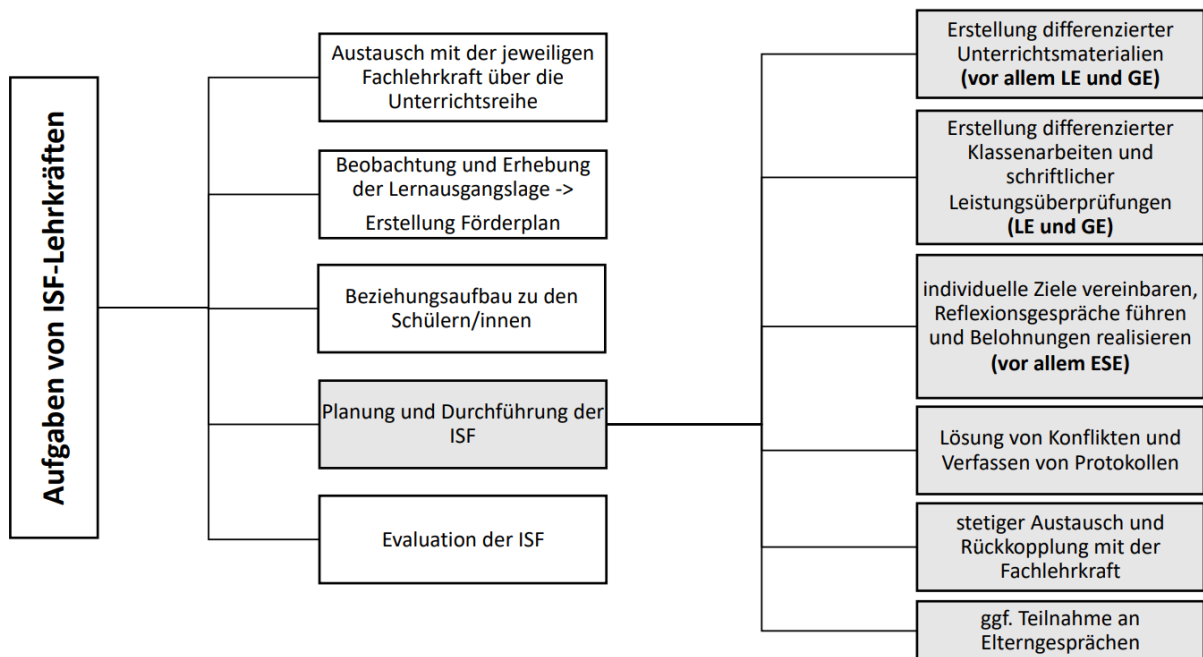 Aufgaben von ISF-Lehrkräften
Austausch mit der jeweiligen
Fachlehrkraft über die
Unterrichtsreihe
Beobachtung und Erhebung
der Lernausgangslage ->
Erstellung Förderplan
Beziehungsaufbau zu den
Schülern/innen
Planung und Durchführung der
ISF
Evaluation der ISF
Erstellung differenzierter
Unterrichtsmaterialien
(vor allem LE und GE)
Erstellung differenzierter
Klassenarbeiten und
schriftlicher
Leistungsüberprüfungen
(LE und GE)
individuelle Ziele vereinbaren,
Reflexionsgespräche führen
und Belohnungen realisieren
(vor allem ESE)
Lösung von Konflikten und
Verfassen von Protokollen
stetiger Austausch und
Rückkopplung mit der
Fachlehrkraft
ggf. Teilnahme an
Elterngesprächen